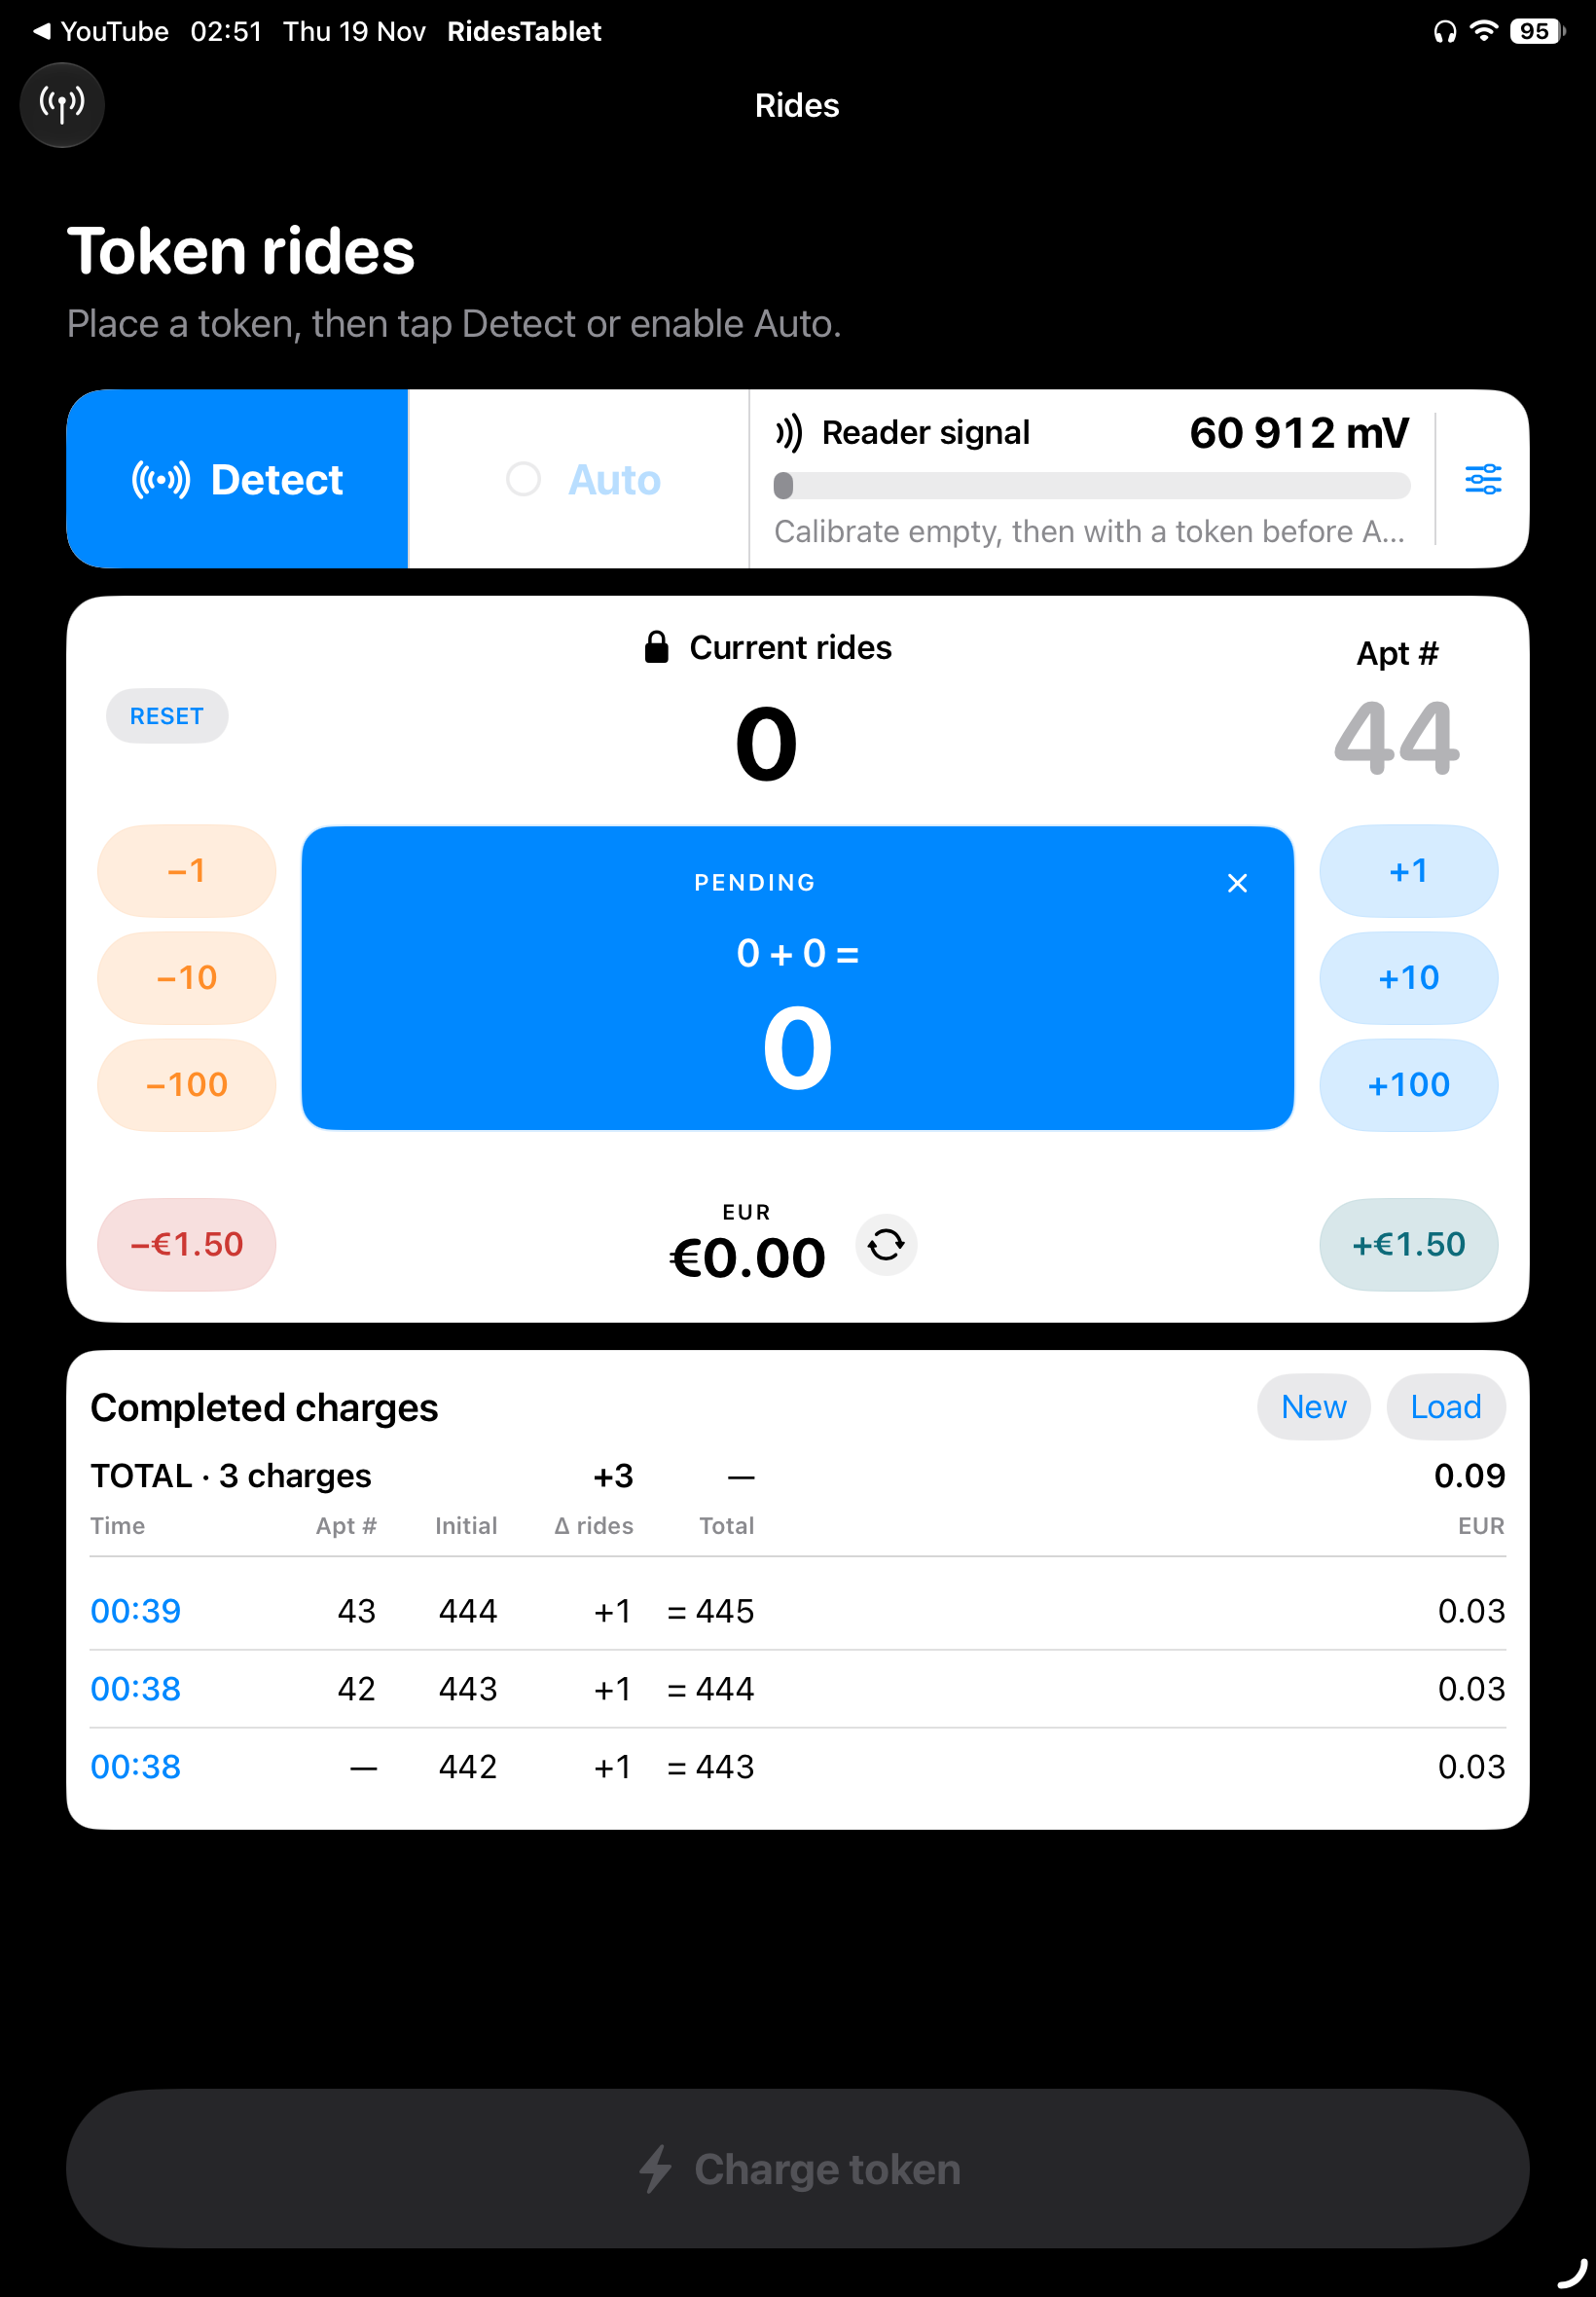 YouTube 02:51 Thu 19 Nov RidesTablet 95
Rides
Token rides
Place a token, then tap Detect or enable Auto.
Detect
Auto
Reader signal 60 912 mV
Calibrate empty, then with a token before A...
Current rides
Apt #
RESET
0
44
–1
–10
–100
PENDING
0 + 0 =
0
+1
+10
+100
–€1.50
EUR
€0.00
+€1.50
Completed charges
New
Load
TOTAL · 3 charges +3 — 0.09
Time Apt # Initial Δ rides Total EUR
00:39 43 444 +1 = 445 0.03
00:38 42 443 +1 = 444 0.03
00:38 — 442 +1 = 443 0.03
Charge token